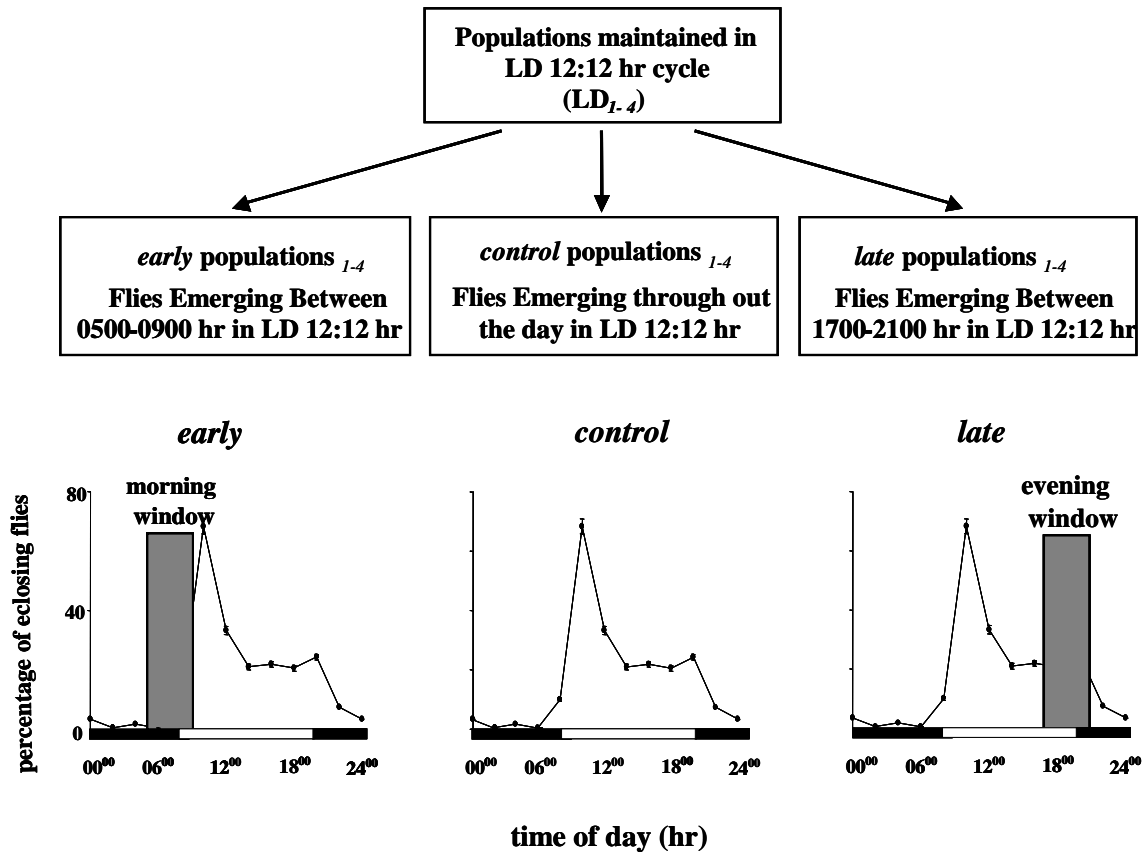 Populations maintained in
LD 12:12 hr cycle
(LD1-4)
early populations 1-4
Flies Emerging Between
0500-0900 hr in LD 12:12 hr
control populations 1-4
Flies Emerging through out
the day in LD 12:12 hr
late populations 1-4
Flies Emerging Between
1700-2100 hr in LD 12:12 hr
early
control
late
percentage of eclosing flies
80
40
0
morning
window
evening
window
00⁰⁰ 06⁰⁰ 12⁰⁰ 18⁰⁰ 24⁰⁰
00⁰⁰ 06⁰⁰ 12⁰⁰ 18⁰⁰ 24⁰⁰
00⁰⁰ 06⁰⁰ 12⁰⁰ 18⁰⁰ 24⁰⁰
time of day (hr)